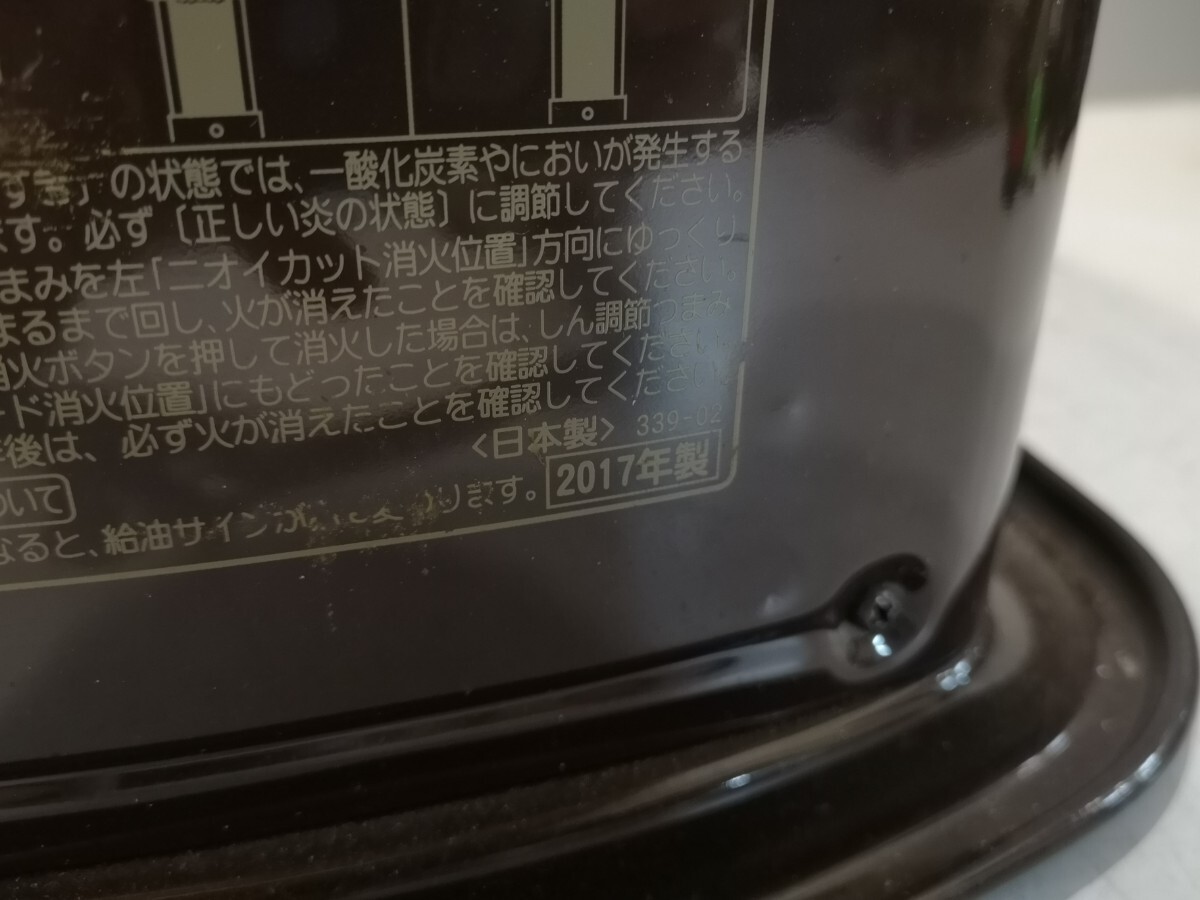 の状態では、一酸化炭素やにおいが発生する
ます。必ず〔正しい炎の状態〕に調節してください。
まみを左「ニオイカット消火位置」方向にゆっくり
まるまで回し、火が消えたことを確認してください。
消火ボタンを押して消火した場合は、しん調節つまみ
ド消火位置」にもどったことを確認してください。
後は、必ず火が消えたことを確認してください。
<日本製> 339-02
ついて
2017年製
なると、給油サインが ります。